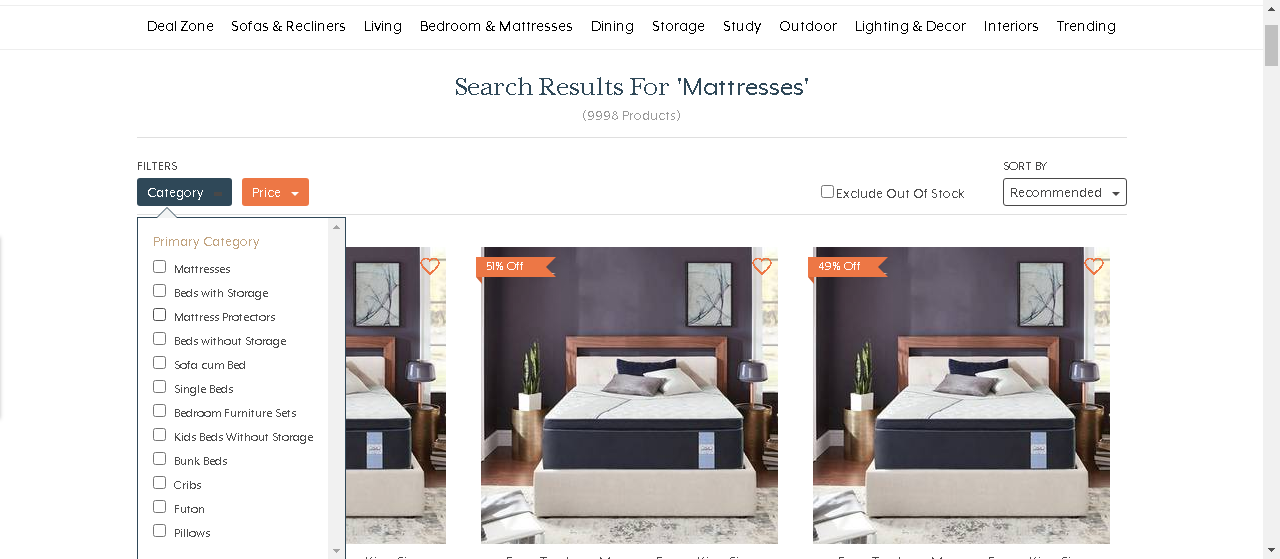 Deal Zone Sofas & Recliners Living Bedroom & Mattresses Dining Storage Study Outdoor Lighting & Decor Interiors Trending
Search Results For 'Mattresses'
(9998 Products)
FILTERS
SORT BY
Category
Price
Exclude Out Of Stock
Recommended
Primary Category
Mattresses
Beds with Storage
Mattress Protectors
Beds without Storage
Sofa cum Bed
Single Beds
Bedroom Furniture Sets
Kids Beds Without Storage
Bunk Beds
Cribs
Futon
Pillows
51% Off
49% Off